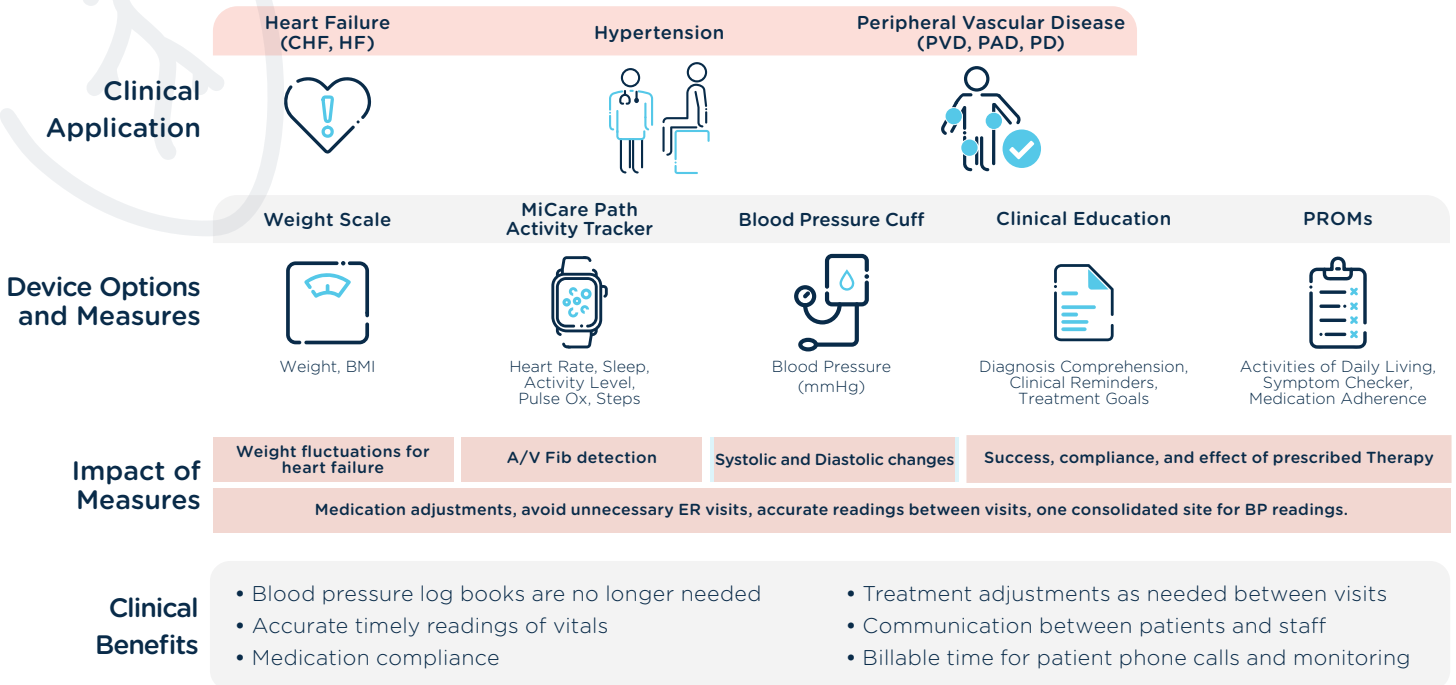 Heart Failure
(CHF, HF)
Hypertension
Peripheral Vascular Disease
(PVD, PAD, PD)
Clinical
Application
Weight Scale
MiCare Path
Activity Tracker
Blood Pressure Cuff
Clinical Education
PROMs
Device Options
and Measures
Weight, BMI
Heart Rate, Sleep,
Activity Level,
Pulse Ox, Steps
Blood Pressure
(mmHg)
Diagnosis Comprehension,
Clinical Reminders,
Treatment Goals
Activities of Daily Living,
Symptom Checker,
Medication Adherence
Impact of
Measures
Weight fluctuations for
heart failure
A/V Fib detection
Systolic and Diastolic changes
Success, compliance, and effect of prescribed Therapy
Medication adjustments, avoid unnecessary ER visits, accurate readings between visits, one consolidated site for BP readings.
Clinical
Benefits
• Blood pressure log books are no longer needed
• Accurate timely readings of vitals
• Medication compliance
• Treatment adjustments as needed between visits
• Communication between patients and staff
• Billable time for patient phone calls and monitoring